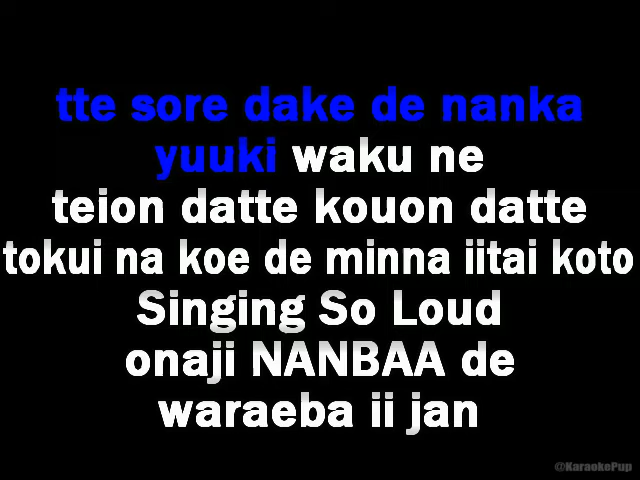 tte sore dake de nanka
yuuki waku ne
teion datte kouon datte
tokui na koe de minna iitai koto
Singing So Loud
onaji NANBAA de
waraeba ii jan
@KaraokePup